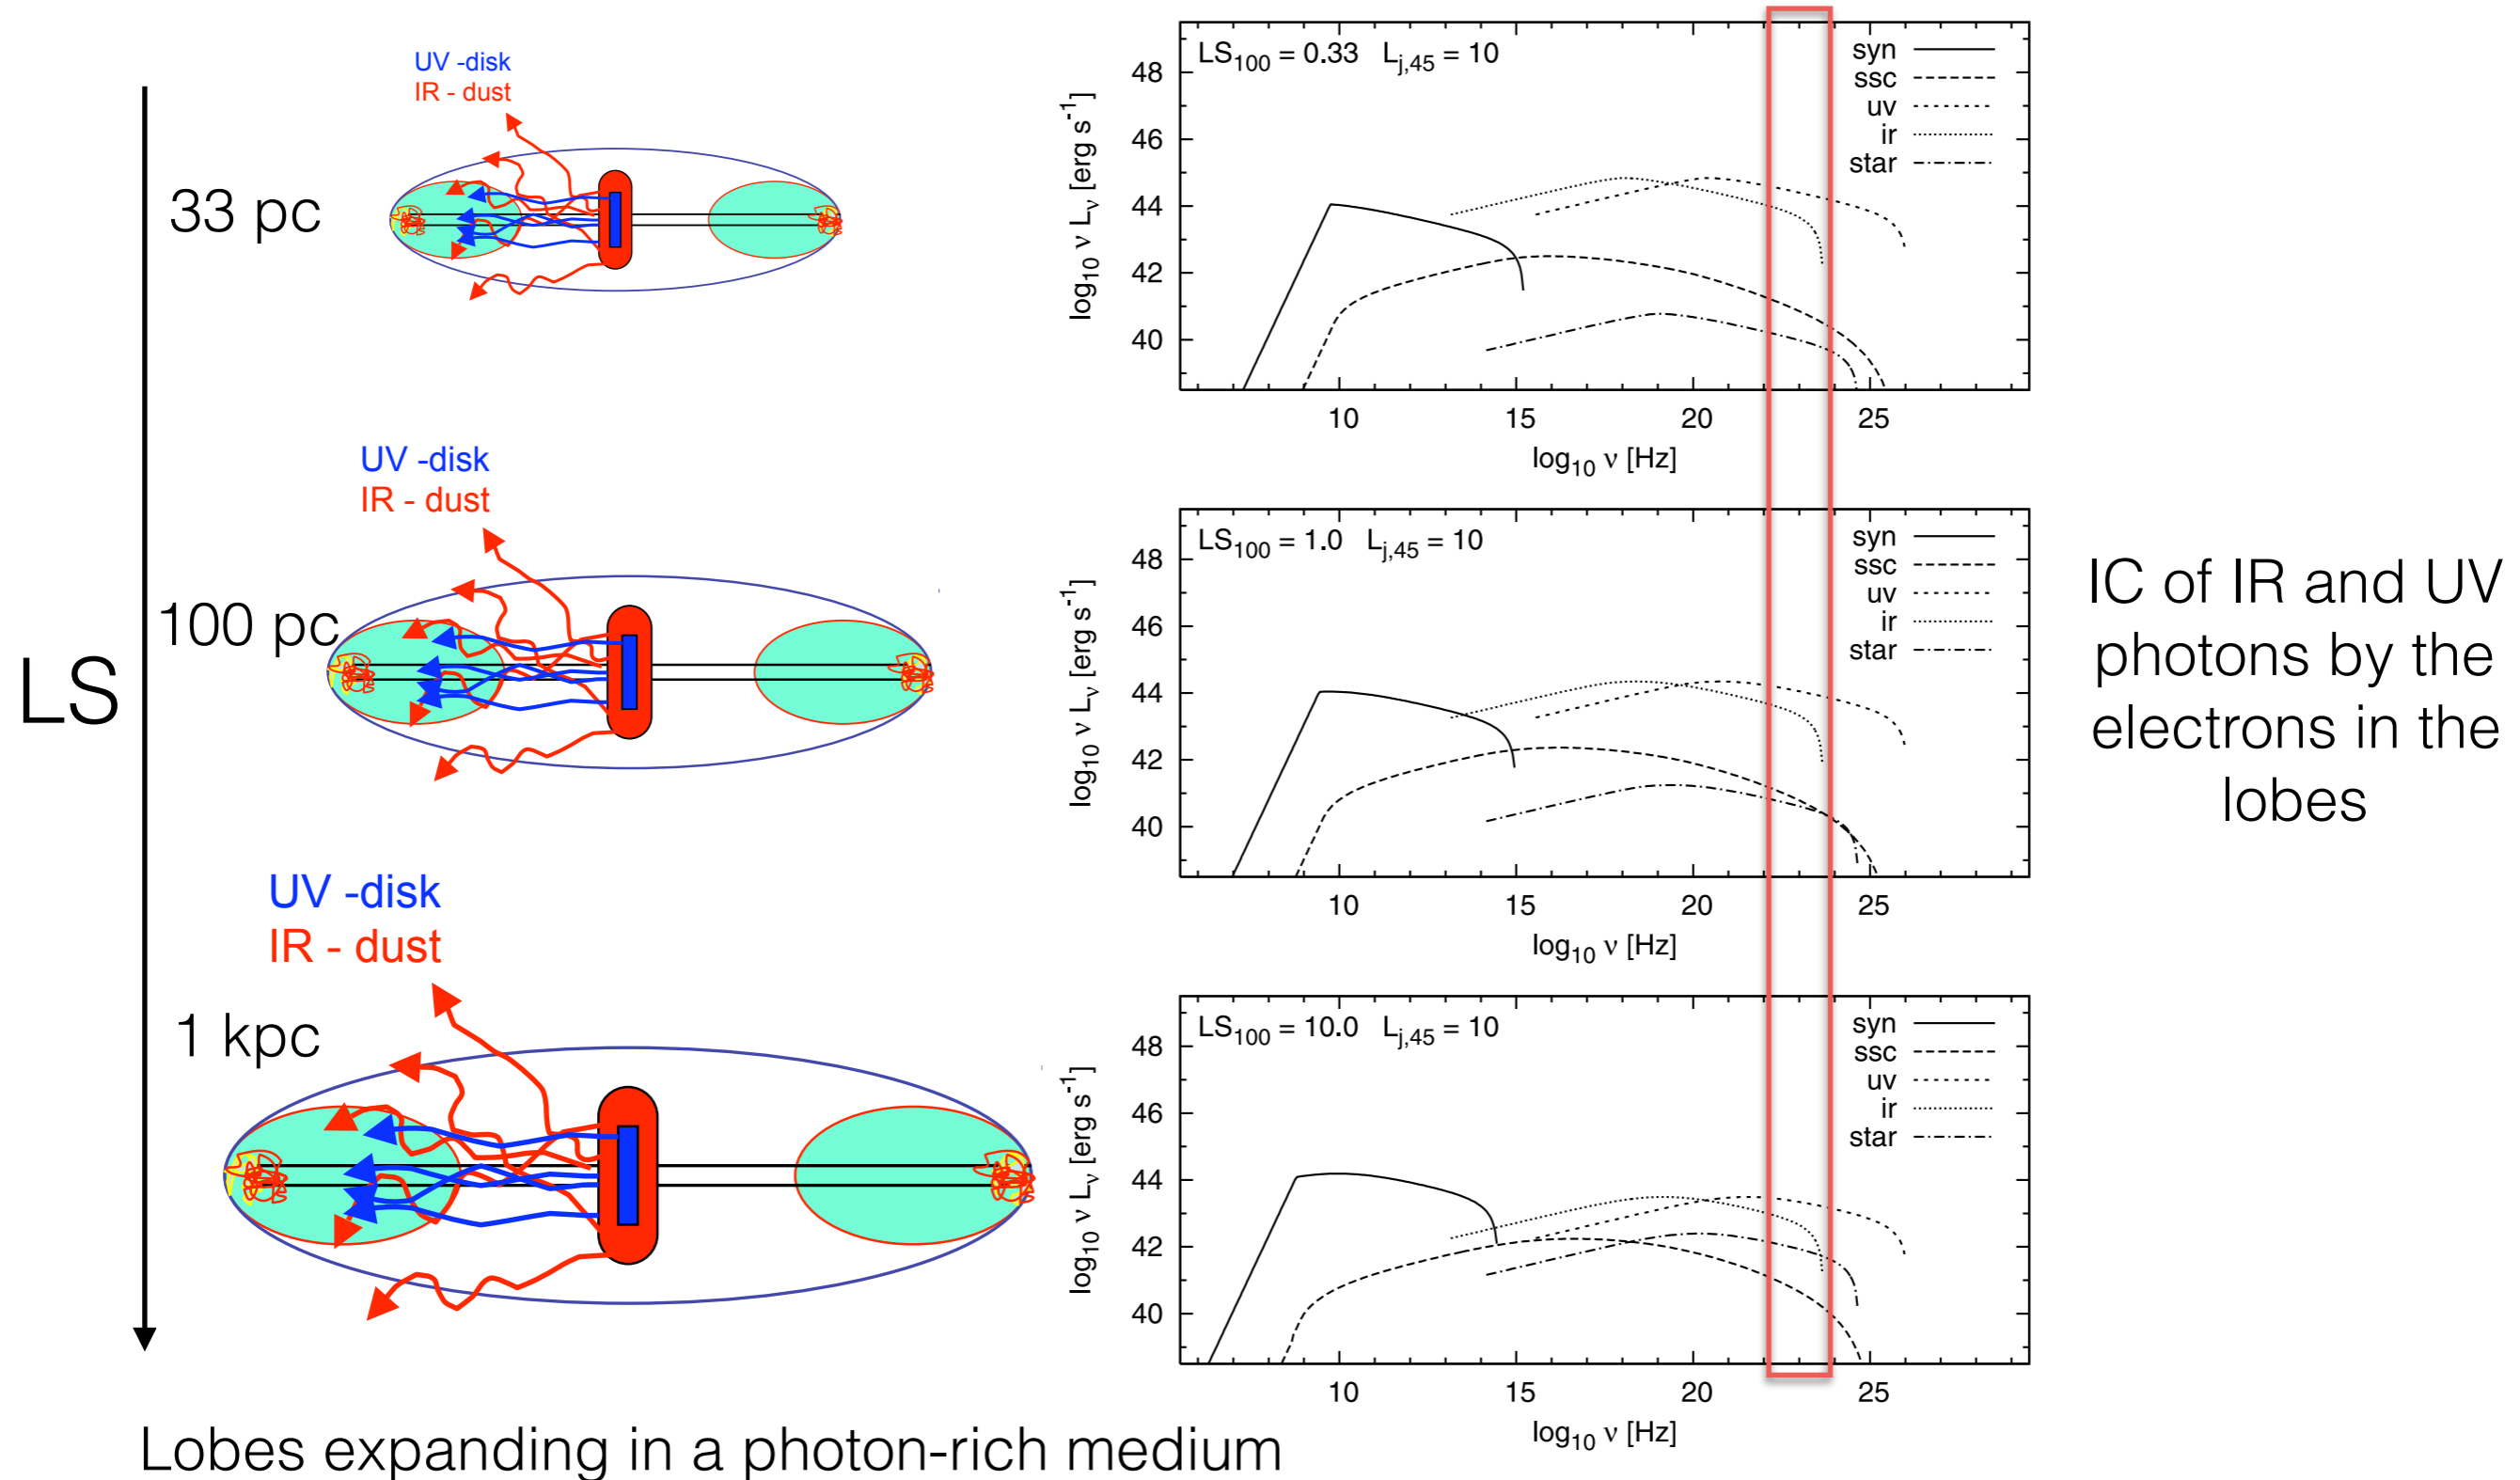 UV -disk
IR - dust
33 pc
UV -disk
IR - dust
100 pc
LS
UV -disk
IR - dust
1 kpc
Lobes expanding in a photon-rich medium
LS100 = 0.33 Lj,45 = 10
syn
ssc
uv
ir
star
48
46
44
42
40
log10 ν Lν [erg s-1]
10 15 20 25
log10 ν [Hz]
LS100 = 1.0 Lj,45 = 10
syn
ssc
uv
ir
star
48
46
44
42
40
log10 ν Lν [erg s-1]
10 15 20 25
log10 ν [Hz]
LS100 = 10.0 Lj,45 = 10
syn
ssc
uv
ir
star
48
46
44
42
40
log10 ν Lν [erg s-1]
10 15 20 25
log10 ν [Hz]
IC of IR and UV
photons by the
electrons in the
lobes